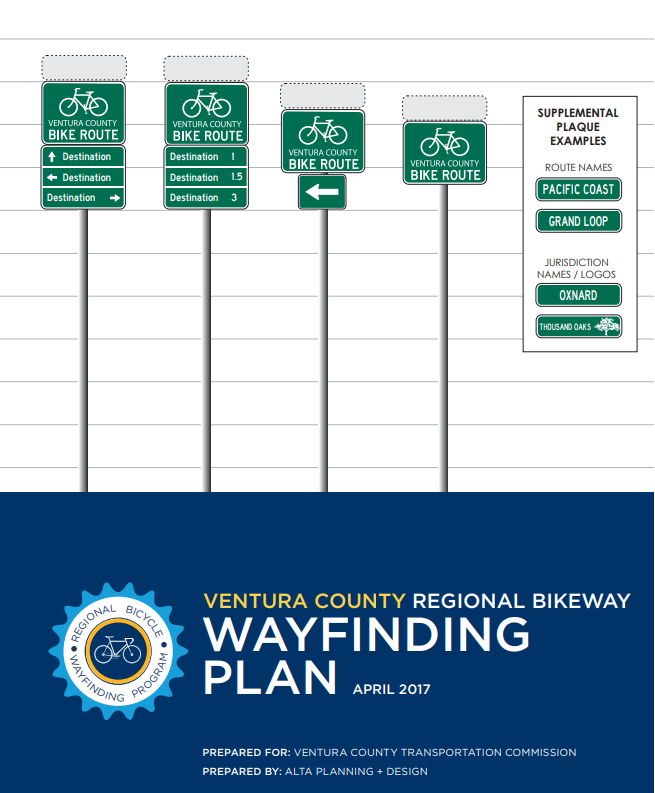 VENTURA COUNTY
BIKE ROUTE
Destination
Destination
Destination
VENTURA COUNTY
BIKE ROUTE
Destination 1
Destination 1.5
Destination 3
VENTURA COUNTY
BIKE ROUTE
VENTURA COUNTY
BIKE ROUTE
SUPPLEMENTAL
PLAQUE
EXAMPLES
ROUTE NAMES
PACIFIC COAST
GRAND LOOP
JURISDICTION
NAMES / LOGOS
OXNARD
THOUSAND OAKS
REGIONAL BICYCLE
WAYFINDING PROGRAM
VENTURA COUNTY REGIONAL BIKEWAY
WAYFINDING
PLAN APRIL 2017
PREPARED FOR: VENTURA COUNTY TRANSPORTATION COMMISSION
PREPARED BY: ALTA PLANNING + DESIGN